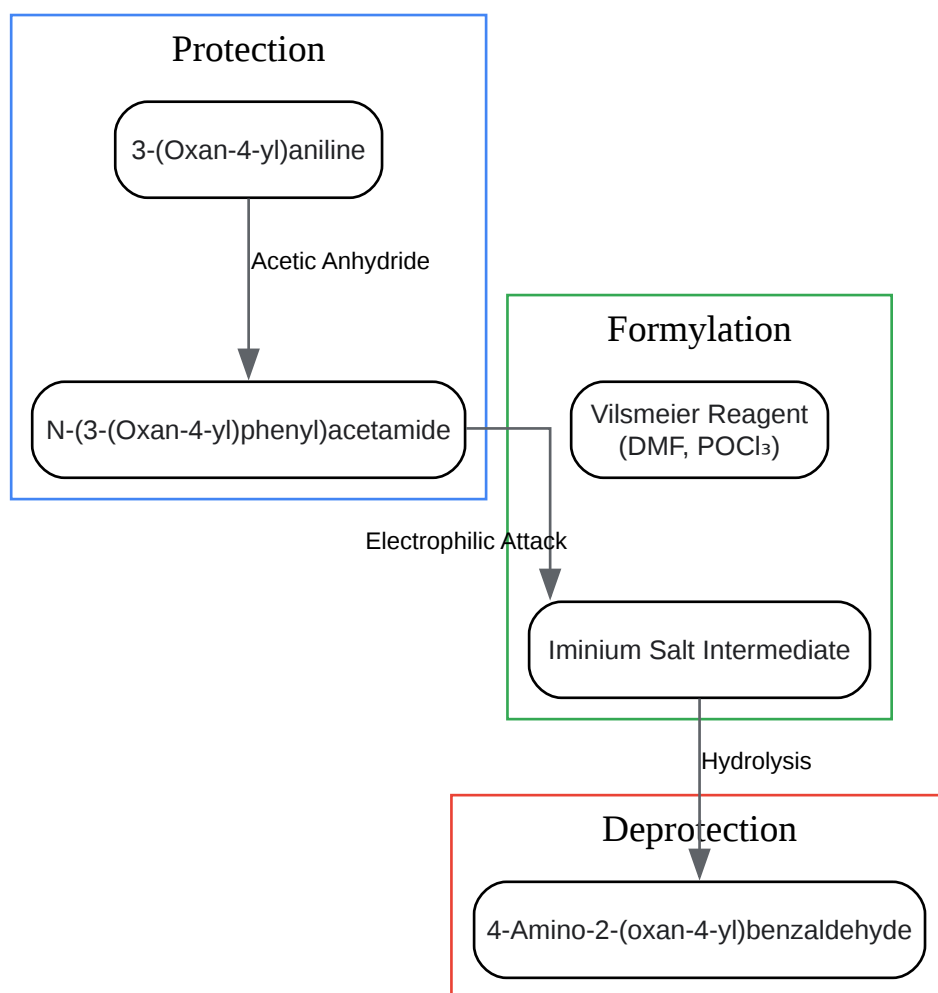 Protection
3-(Oxan-4-yl)aniline
Acetic Anhydride
N-(3-(Oxan-4-yl)phenyl)acetamide
Formylation
Vilsmeier Reagent
(DMF, POCl₃)
Electrophilic Attack
Iminium Salt Intermediate
Hydrolysis
Deprotection
4-Amino-2-(oxan-4-yl)benzaldehyde